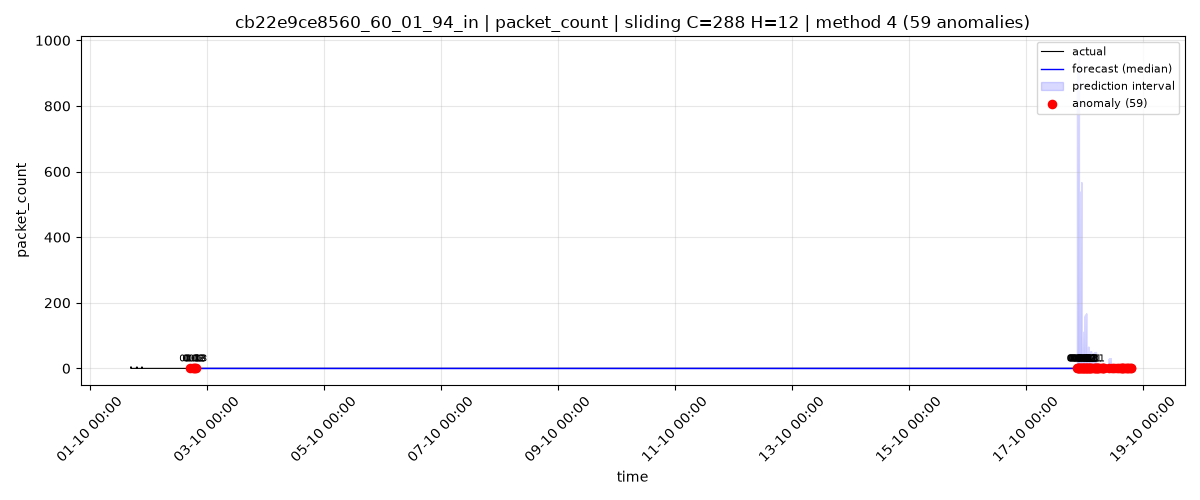 cb22e9ce8560_60_01_94_in | packet_count | sliding C=288 H=12 | method 4 (59 anomalies)
actual
forecast (median)
prediction interval
anomaly (59)
packet_count
1000
800
600
400
200
0
01-10 00:00
03-10 00:00
05-10 00:00
07-10 00:00
09-10 00:00
11-10 00:00
13-10 00:00
15-10 00:00
17-10 00:00
19-10 00:00
time